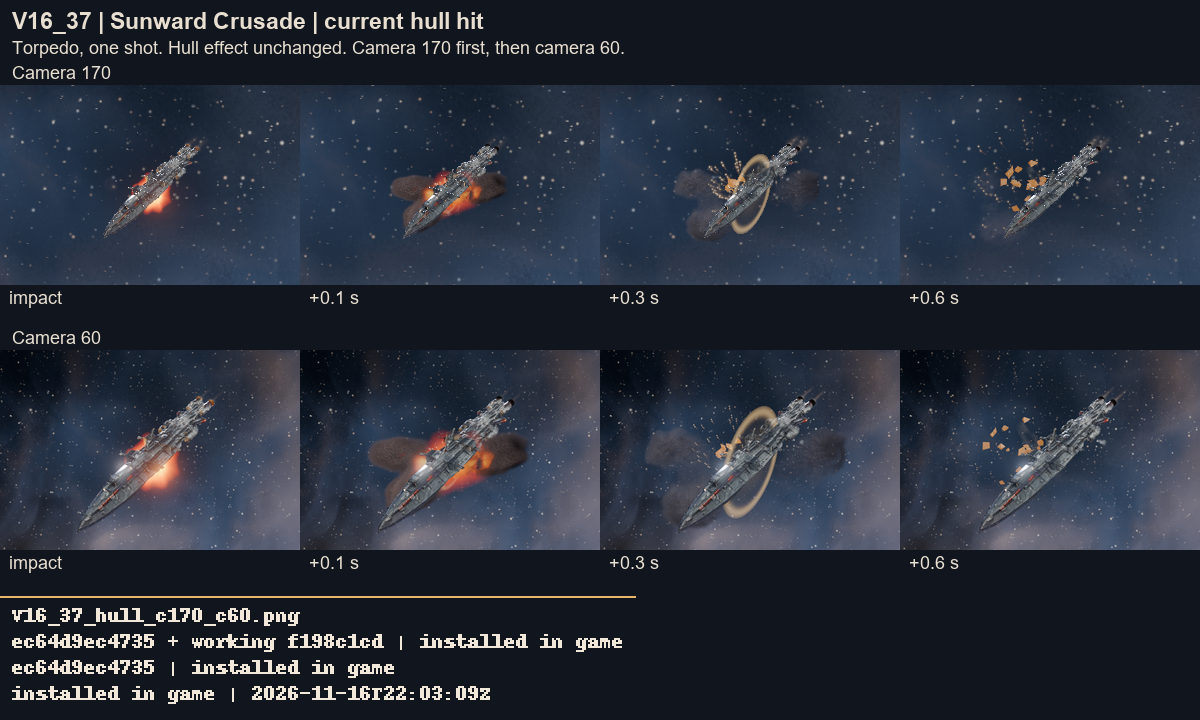 V16_37 | Sunward Crusade | current hull hit
Torpedo, one shot. Hull effect unchanged. Camera 170 first, then camera 60.
Camera 170
impact
+0.1 s
+0.3 s
+0.6 s
Camera 60
impact
+0.1 s
+0.3 s
+0.6 s
V16_37_hull_c170_c60.png
ec64d9ec4735 + working f198c1cd | installed in game
ec64d9ec4735 | installed in game
installed in game | 2026-11-16T22:03:09Z